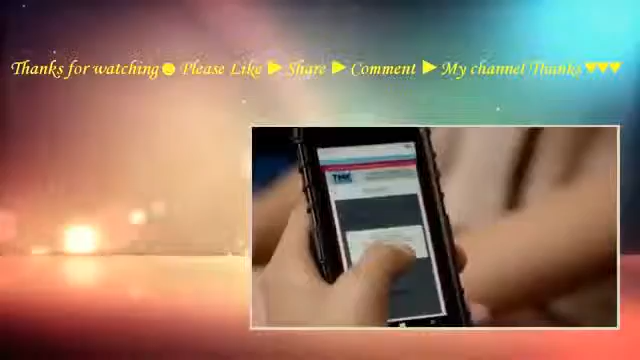 Thanks for watching☻ Please Like ► Share ► Comment ► My channel Thanks ♥♥♥